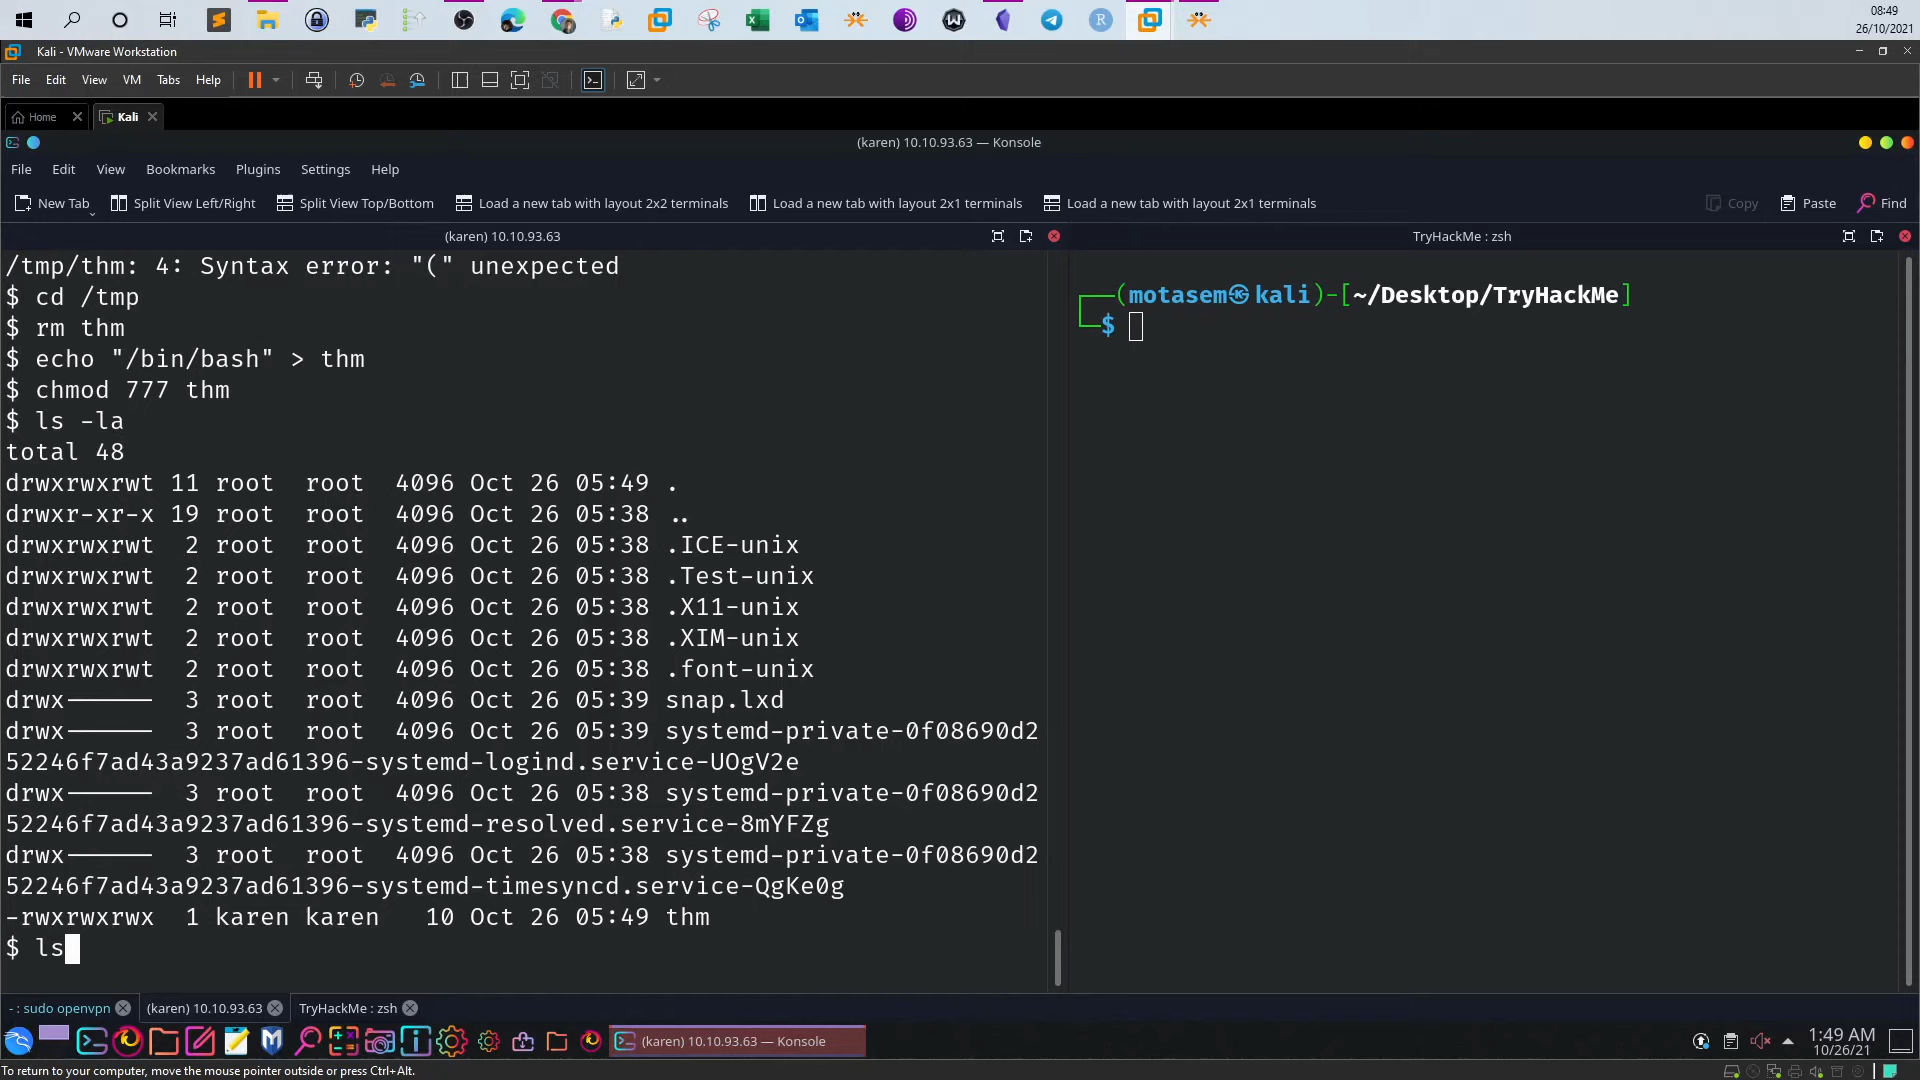 08:49
26/10/2021
Kali - VMware Workstation
File Edit View VM Tabs Help
Home Kali
(karen) 10.10.93.63 — Konsole
File Edit View Bookmarks Plugins Settings Help
New Tab Split View Left/Right Split View Top/Bottom Load a new tab with layout 2x2 terminals Load a new tab with layout 2x1 terminals Load a new tab with layout 2x1 terminals Copy Paste Find
(karen) 10.10.93.63
/tmp/thm: 4: Syntax error: "(" unexpected
$ cd /tmp
$ rm thm
$ echo "/bin/bash" > thm
$ chmod 777 thm
$ ls -la
total 48
drwxrwxrwt 11 root root 4096 Oct 26 05:49 .
drwxr-xr-x 19 root root 4096 Oct 26 05:38 ..
drwxrwxrwt 2 root root 4096 Oct 26 05:38 .ICE-unix
drwxrwxrwt 2 root root 4096 Oct 26 05:38 .Test-unix
drwxrwxrwt 2 root root 4096 Oct 26 05:38 .X11-unix
drwxrwxrwt 2 root root 4096 Oct 26 05:38 .XIM-unix
drwxrwxrwt 2 root root 4096 Oct 26 05:38 .font-unix
drwx------ 3 root root 4096 Oct 26 05:39 snap.lxd
drwx------ 3 root root 4096 Oct 26 05:39 systemd-private-0f08690d2
52246f7ad43a9237ad61396-systemd-logind.service-UOgV2e
drwx------ 3 root root 4096 Oct 26 05:38 systemd-private-0f08690d2
52246f7ad43a9237ad61396-systemd-resolved.service-8mYFZg
drwx------ 3 root root 4096 Oct 26 05:38 systemd-private-0f08690d2
52246f7ad43a9237ad61396-systemd-timesyncd.service-QgKe0g
-rwxrwxrwx 1 karen karen 10 Oct 26 05:49 thm
$ ls
TryHackMe : zsh
(motasem㉿kali)-[~/Desktop/TryHackMe]
$
- : sudo openvpn (karen) 10.10.93.63 TryHackMe : zsh
(karen) 10.10.93.63 — Konsole
1:49 AM
10/26/21
To return to your computer, move the mouse pointer outside or press Ctrl+Alt.